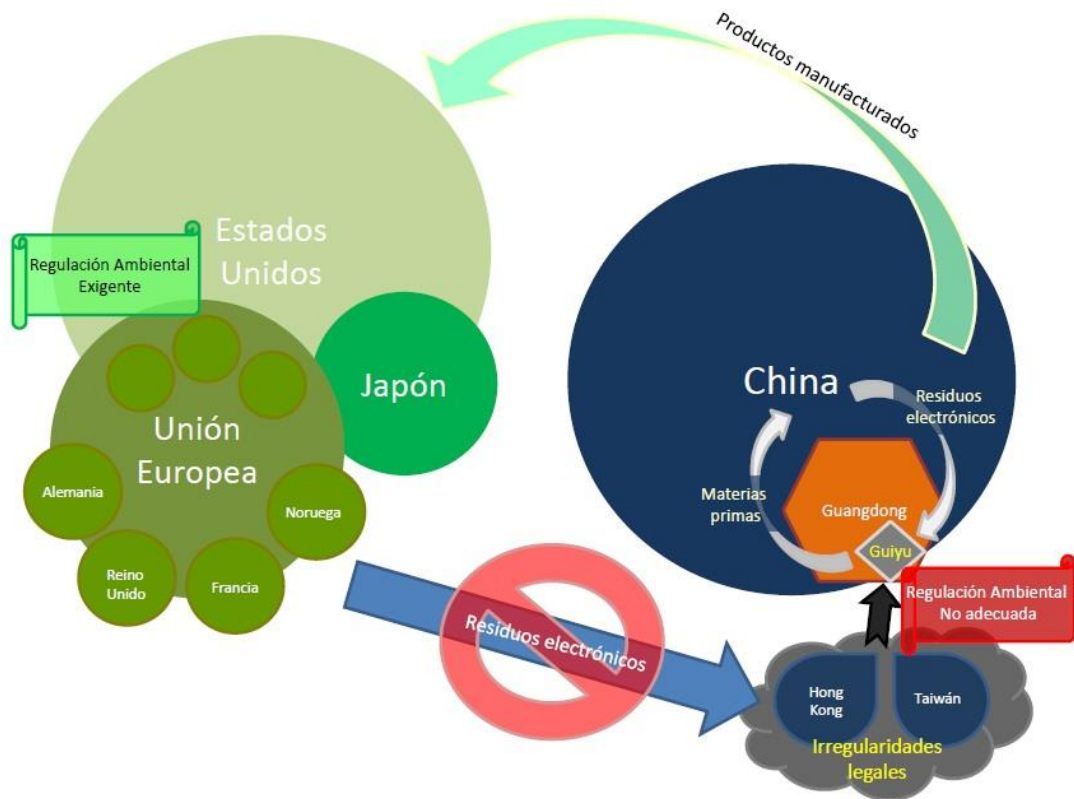 Productos manufacturados
Estados
Unidos
Regulación Ambiental
Exigente
Japón
Unión
Europea
Alemania
Noruega
Reino
Unido
Francia
China
Residuos
electrónicos
Materias
primas
Guangdong
Guiyu
Regulación Ambiental
No adecuada
Residuos electrónicos
Hong
Kong
Taiwán
Irregularidades
legales